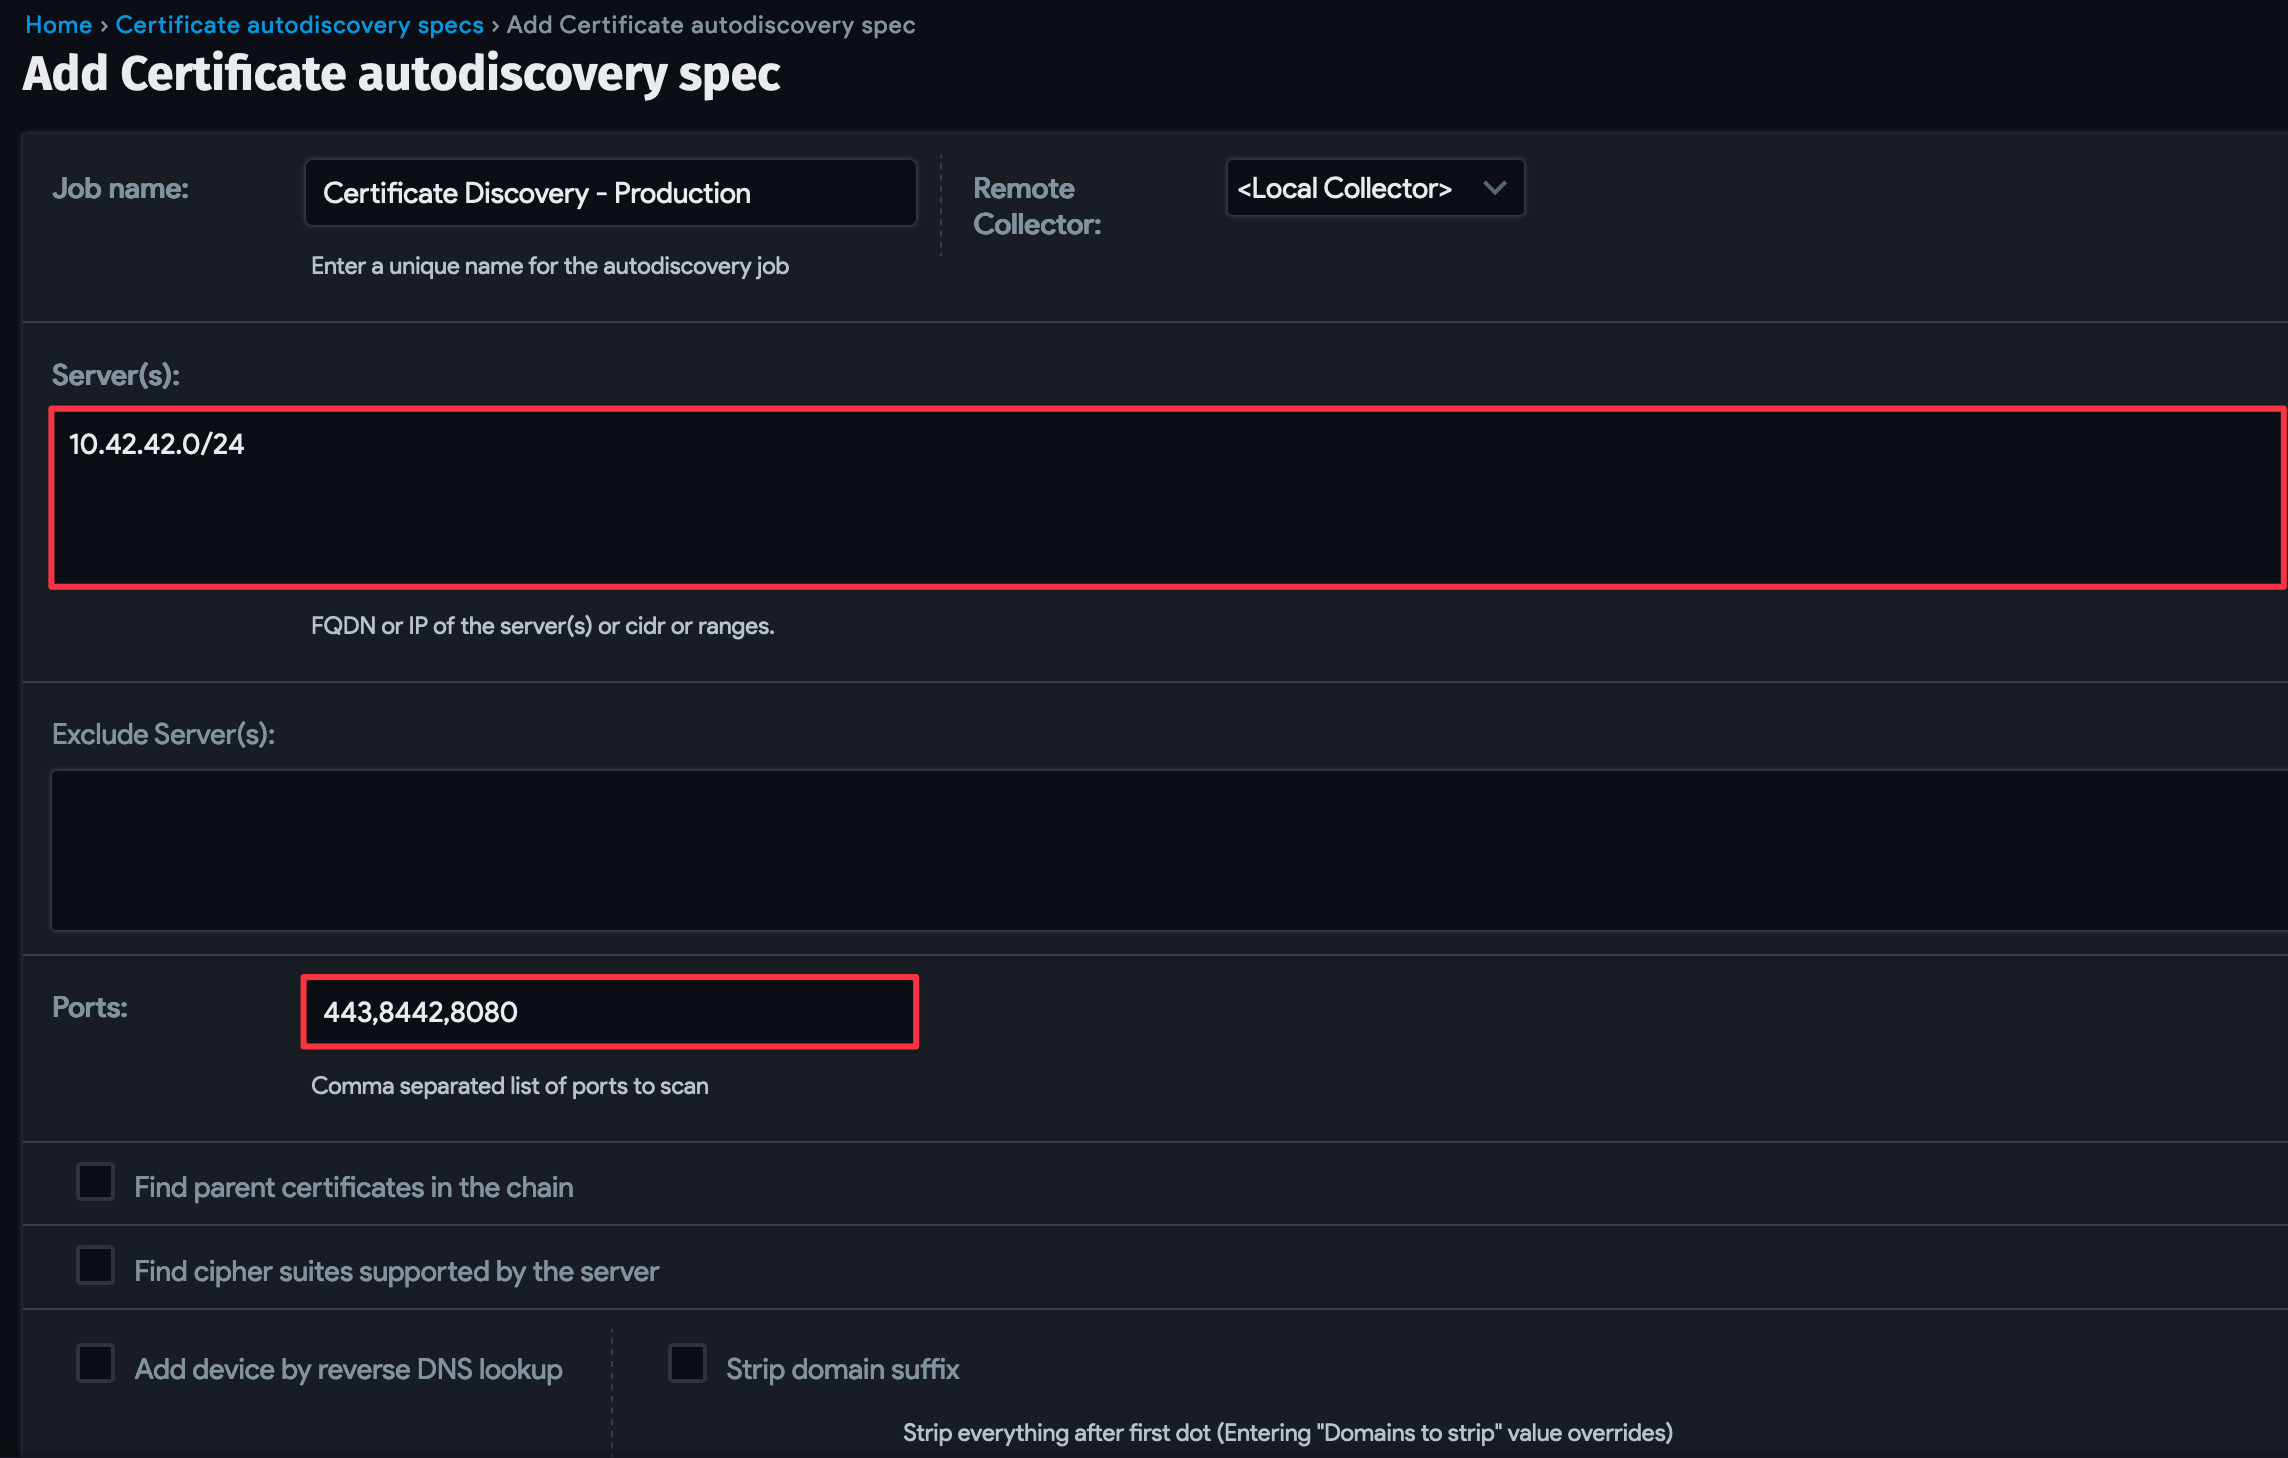 Home › Certificate autodiscovery specs › Add Certificate autodiscovery spec
Add Certificate autodiscovery spec
Job name:
Certificate Discovery - Production
Enter a unique name for the autodiscovery job
Remote
Collector:
<Local Collector>
Server(s):
10.42.42.0/24
FQDN or IP of the server(s) or cidr or ranges.
Exclude Server(s):
Ports:
443,8442,8080
Comma separated list of ports to scan
Find parent certificates in the chain
Find cipher suites supported by the server
Add device by reverse DNS lookup
Strip domain suffix
Strip everything after first dot (Entering "Domains to strip" value overrides)